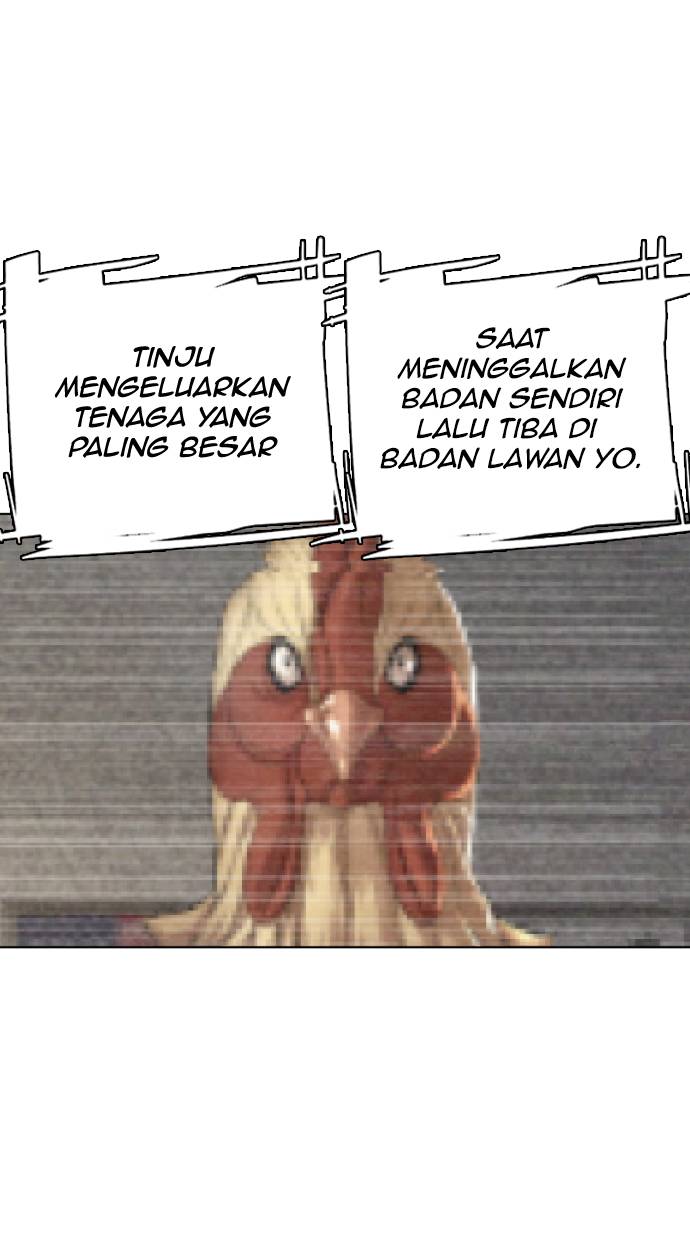 TINJU
MENGELUARKAN
TENAGA YANG
PALING BESAR
SAAT
MENINGGALKAN
BADAN SENDIRI
LALU TIBA DI
BADAN LAWAN YO.